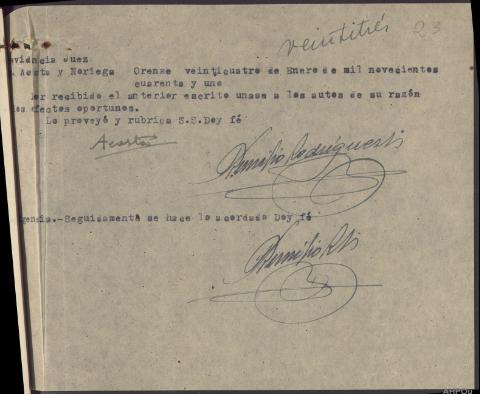 veintitrés 23
videncia Juez
Acosta y Noriega Orense veinticuatro de Enero de mil novecientos
cuarenta y uno
Por recibido el anterior escrito unase a los autos de su razón
los efectos oportunos.
Lo proveyó y rubrica S.S.Doy fé
Acosta
gencia.-Seguidamente se hace lo acordado Doy fé
AHPOu